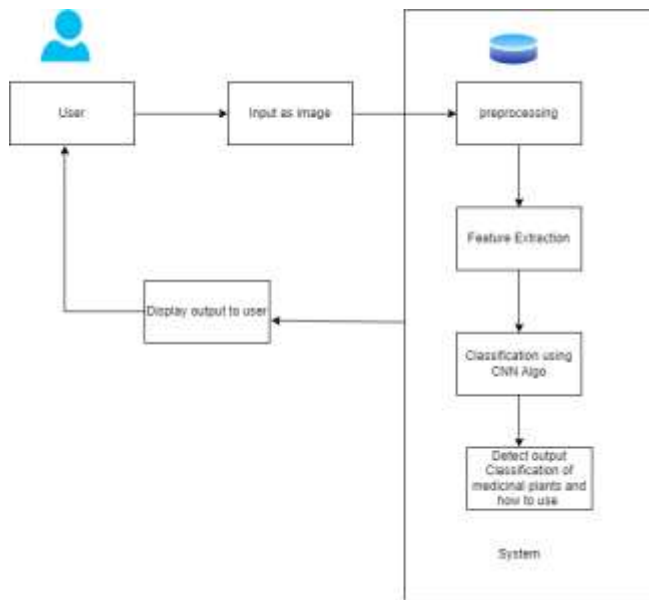 User
Input as image
preprocessing
Feature Extraction
Display output to user
Classification using
CNN Algo
Detect output
Classification of
medicinal plants and
how to use
System